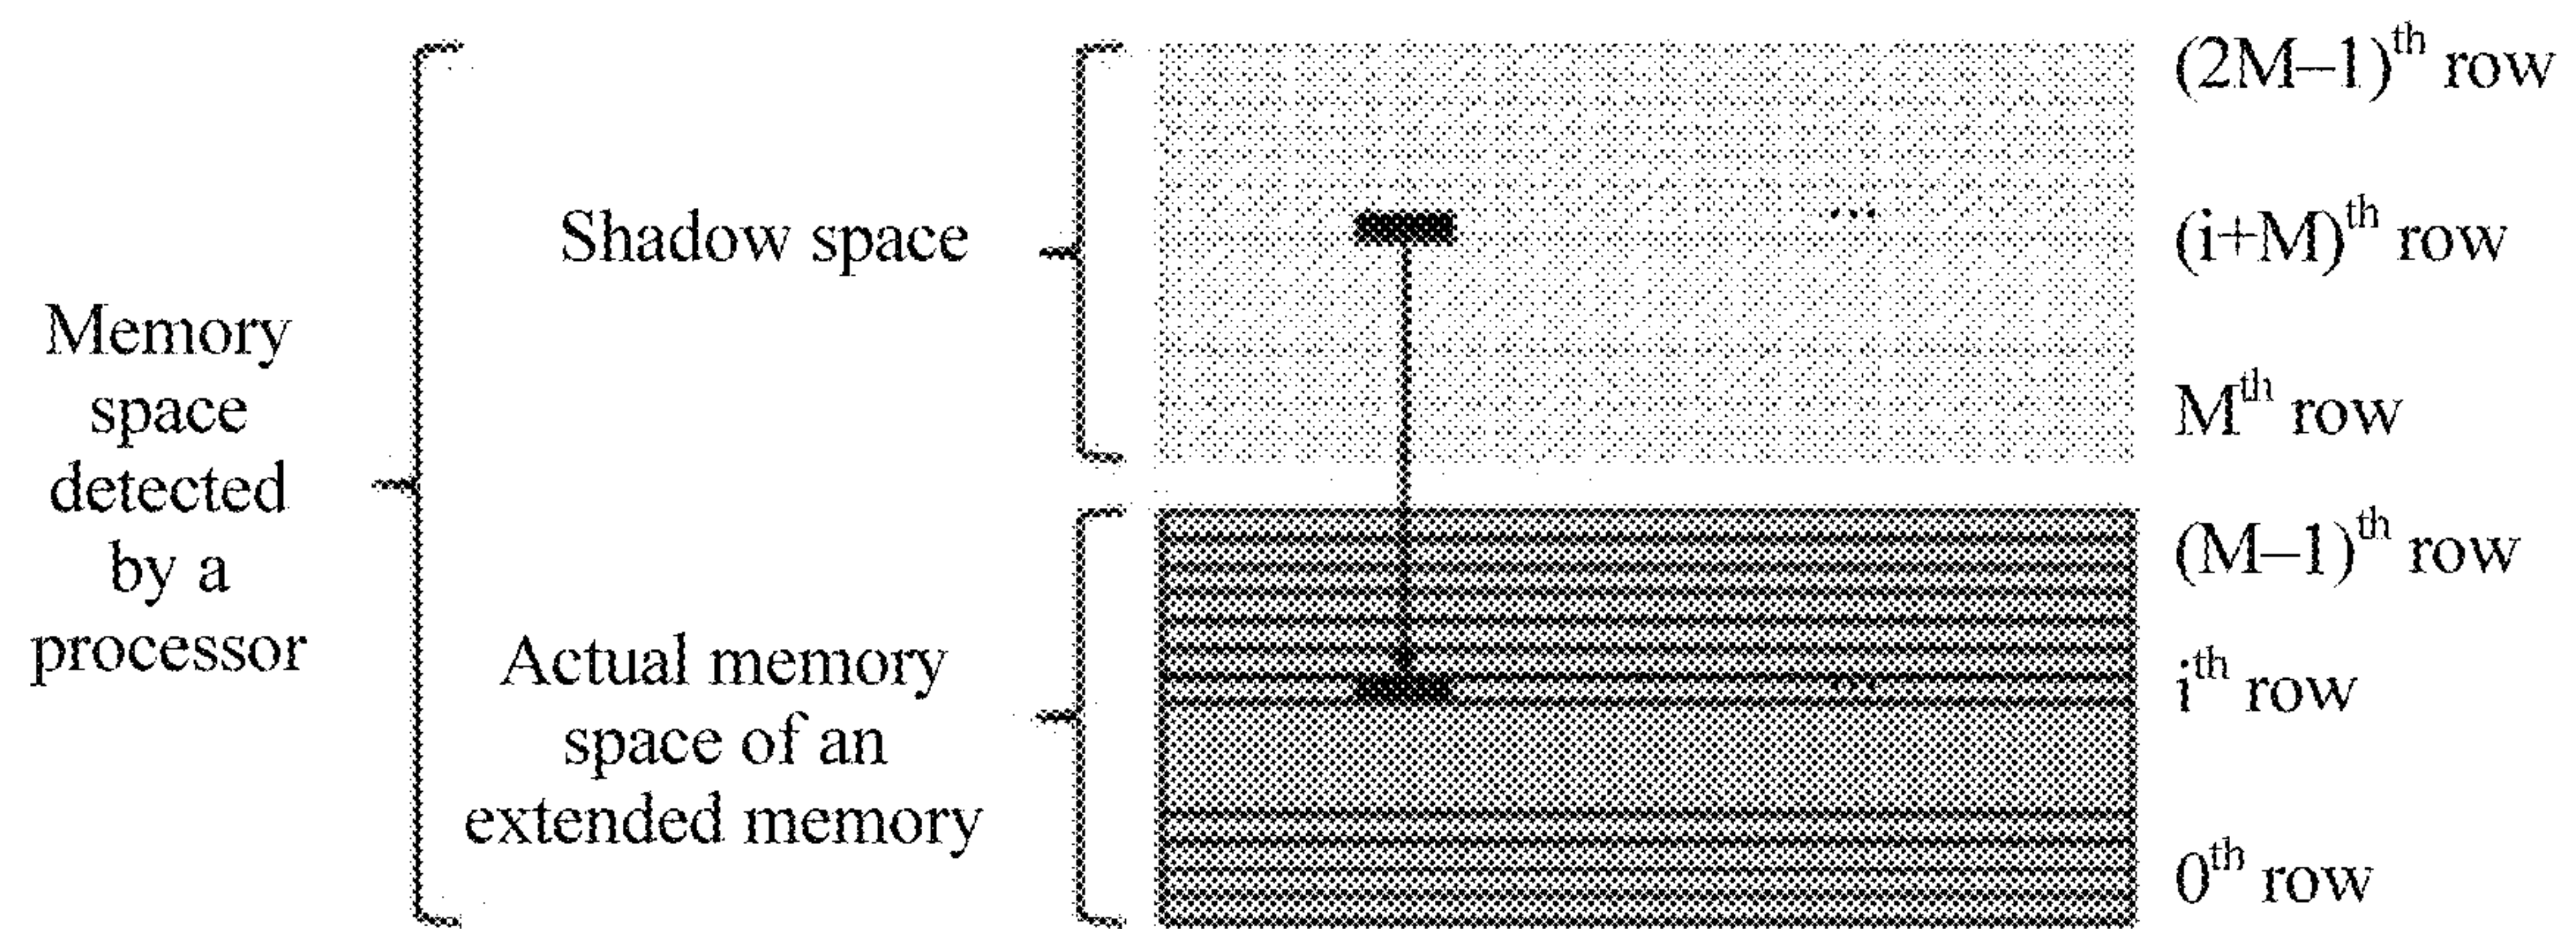 Memory
space
detected
by a
processor
Shadow space
Actual memory
space of an
extended memory
...
...
(2M–1)th row
(i+M)th row
Mth row
(M–1)th row
ith row
0th row